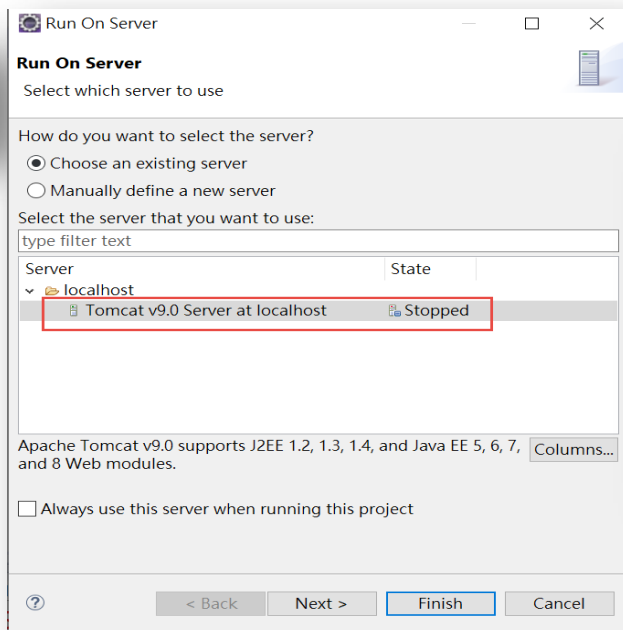 Run On Server
Run On Server
Select which server to use
How do you want to select the server?
Choose an existing server
Manually define a new server
Select the server that you want to use:
type filter text
Server State
localhost
Tomcat v9.0 Server at localhost Stopped
Apache Tomcat v9.0 supports J2EE 1.2, 1.3, 1.4, and Java EE 5, 6, 7, Columns...
and 8 Web modules.
Always use this server when running this project
? < Back Next > Finish Cancel